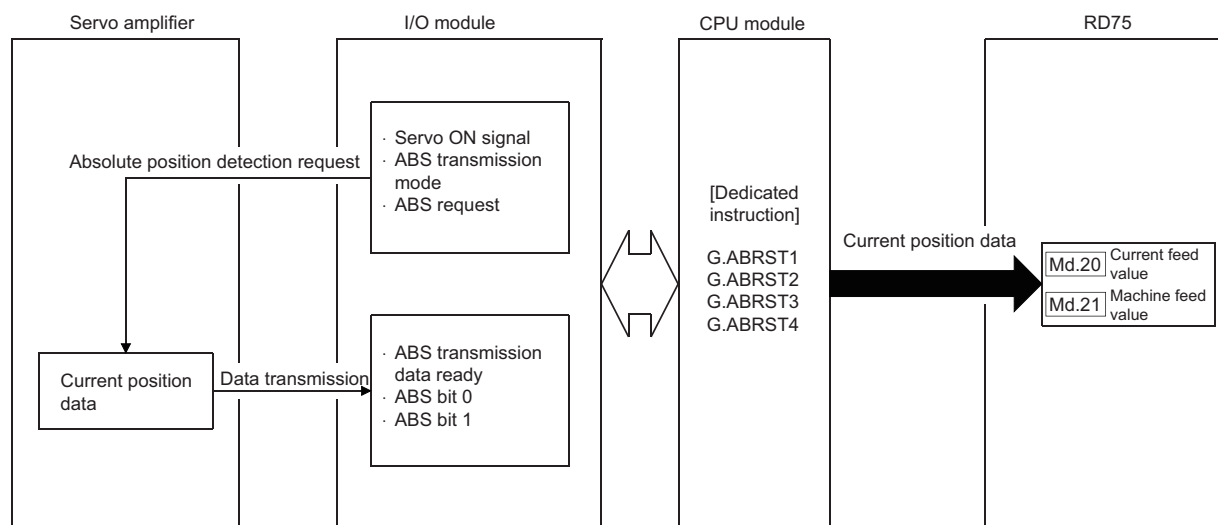 Servo amplifier
I/O module
CPU module
RD75
· Servo ON signal
· ABS transmission
mode
· ABS request
Absolute position detection request
· ABS transmission
data ready
· ABS bit 0
· ABS bit 1
Current position
data
Data transmission
[Dedicated
instruction]
G.ABRST1
G.ABRST2
G.ABRST3
G.ABRST4
Current position data
Md.20 Current feed
value
Md.21 Machine feed
value